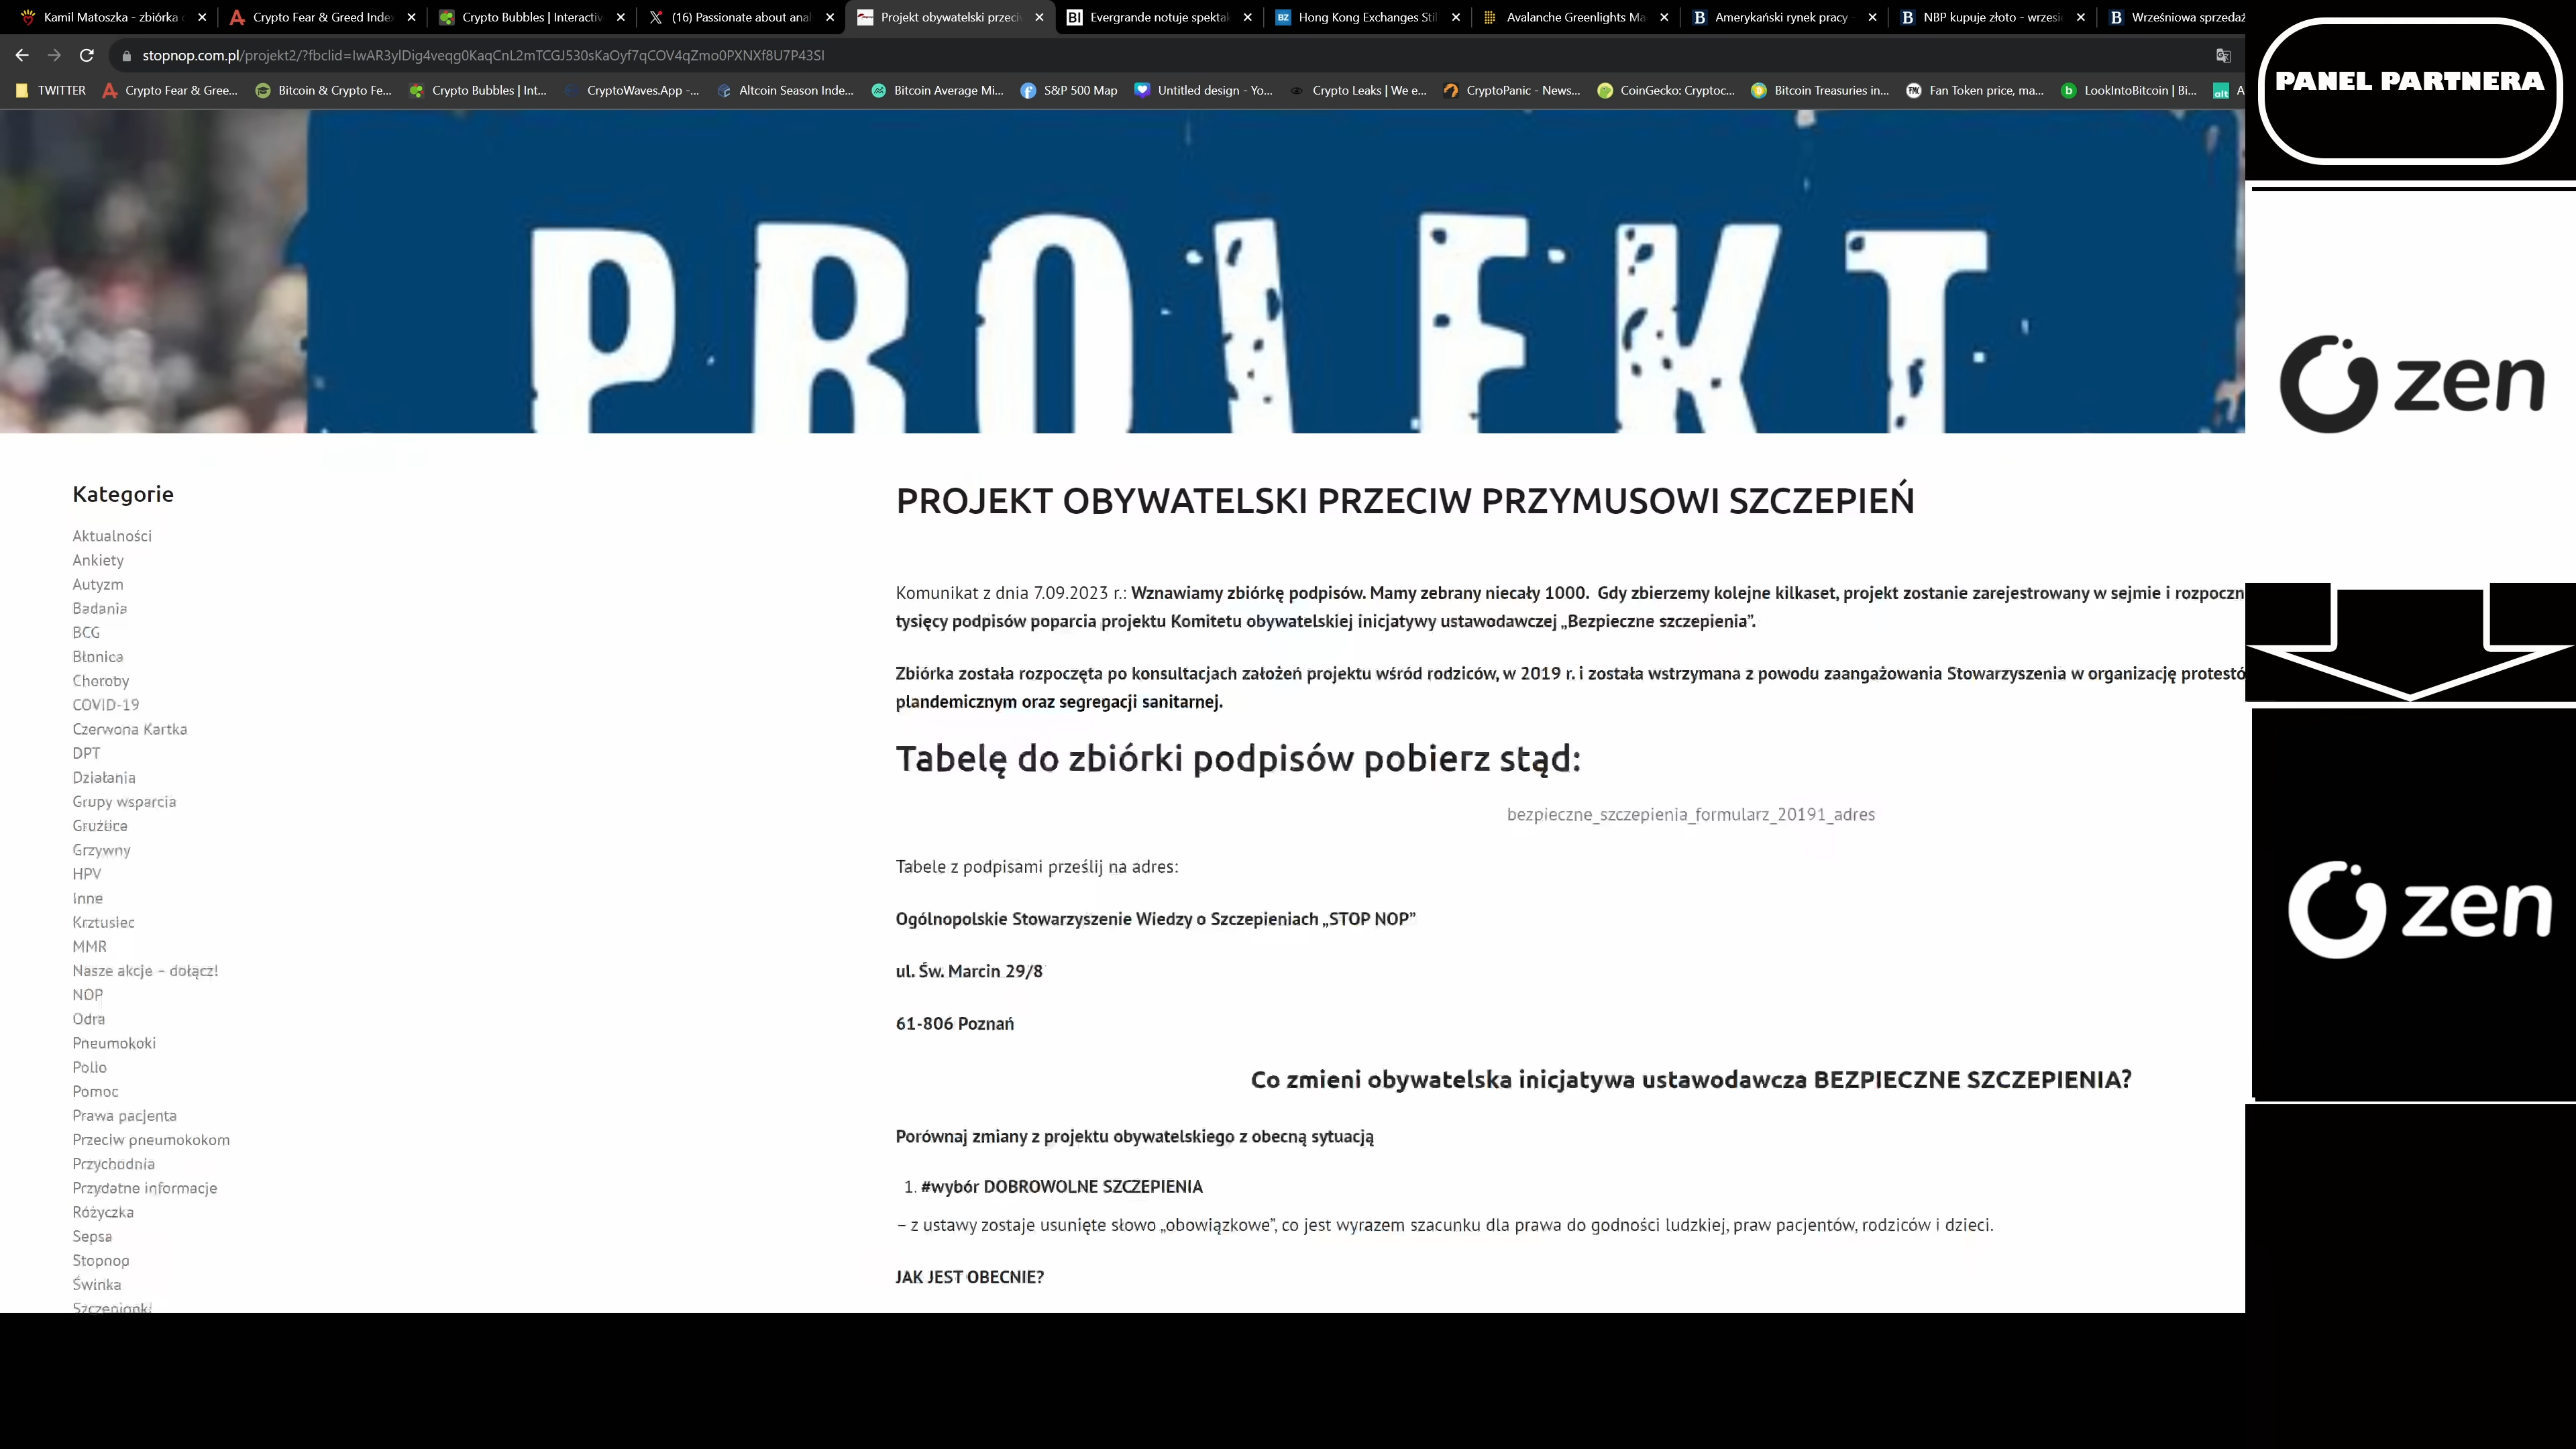 Kamil Matoszka - zbiórka
Crypto Fear & Greed Inde
Crypto Bubbles | Interactiv
(16) Passionate about anal
Projekt obywatelski przeciw
Evergrande notuje spektak
Hong Kong Exchanges Sti
Avalanche Greenlights Ma
Amerykański rynek pracy
NBP kupuje złoto - wrzesi
Wrześniowa sprzedaż
stopnop.com.pl/projekt2/?fbclid=IwAR3ylDig4veqg0KaqCnL2mTCGJ530sKaOyf7qCOV4qZmo0PXNXf8U7P43SI
TWITTER
Crypto Fear & Gree...
Bitcoin & Crypto Fe...
Crypto Bubbles | Int...
CryptoWaves.App -...
Altcoin Season Inde...
Bitcoin Average Mi...
S&P 500 Map
Untitled design - Yo...
Crypto Leaks | We e...
CryptoPanic - News...
CoinGecko: Cryptoc...
Bitcoin Treasuries in...
Fan Token price, ma...
LookIntoBitcoin | Bi...
PANEL PARTNERA
PROJEKT
zen
Kategorie
Aktualności
Ankiety
Autyzm
Badania
BCG
Błonica
Choroby
COVID-19
Czerwona Kartka
DPT
Działania
Grupy wsparcia
Gruźlica
Grzywny
HPV
Inne
Krztusiec
MMR
Nasze akcje – dołącz!
NOP
Odra
Pneumokoki
Polio
Pomoc
Prawa pacjenta
Przeciw pneumokokom
Przychodnia
Przydatne informacje
Różyczka
Sepsa
Stopnop
Świnka
Szczepionki
PROJEKT OBYWATELSKI PRZECIW PRZYMUSOWI SZCZEPIEŃ
Komunikat z dnia 7.09.2023 r.: Wznawiamy zbiórkę podpisów. Mamy zebrany niecały 1000. Gdy zbierzemy kolejne kilkaset, projekt zostanie zarejestrowany w sejmie i rozpoczn
tysięcy podpisów poparcia projektu Komitetu obywatelskiej inicjatywy ustawodawczej „Bezpieczne szczepienia”.
Zbiórka została rozpoczęta po konsultacjach założeń projektu wśród rodziców, w 2019 r. i została wstrzymana z powodu zaangażowania Stowarzyszenia w organizację protestó
plandemicznym oraz segregacji sanitarnej.
Tabelę do zbiórki podpisów pobierz stąd:
bezpieczne_szczepienia_formularz_20191_adres
Tabele z podpisami prześlij na adres:
Ogólnopolskie Stowarzyszenie Wiedzy o Szczepieniach „STOP NOP”
ul. Św. Marcin 29/8
61-806 Poznań
Co zmieni obywatelska inicjatywa ustawodawcza BEZPIECZNE SZCZEPIENIA?
Porównaj zmiany z projektu obywatelskiego z obecną sytuacją
1. #wybór DOBROWOLNE SZCZEPIENIA
– z ustawy zostaje usunięte słowo „obowiązkowe”, co jest wyrazem szacunku dla prawa do godności ludzkiej, praw pacjentów, rodziców i dzieci.
JAK JEST OBECNIE?
zen